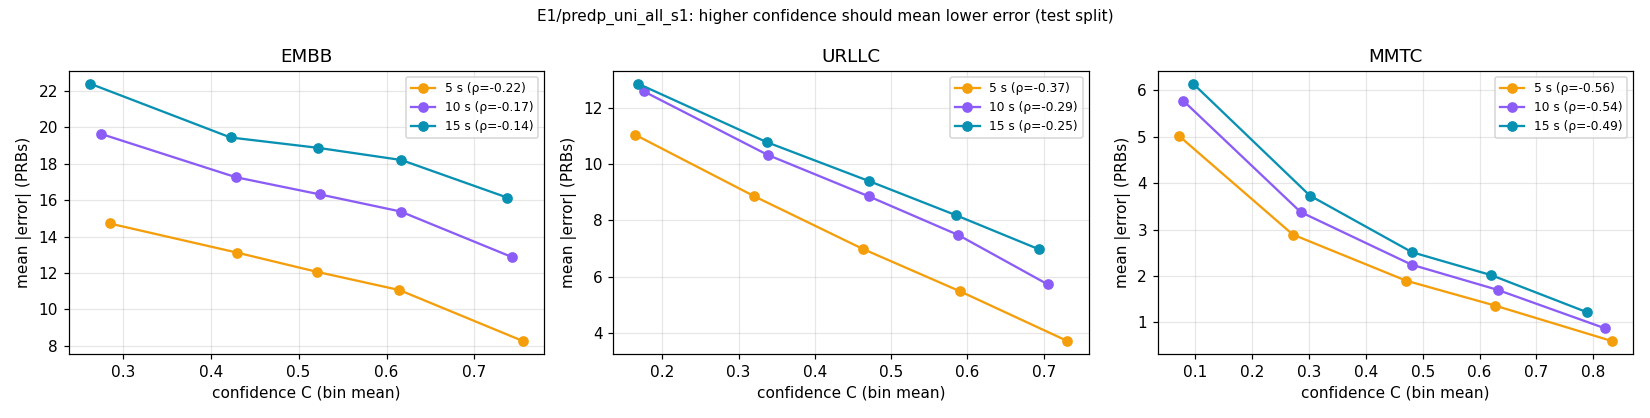 E1/predp_uni_all_s1: higher confidence should mean lower error (test split)
EMBB
mean |error| (PRBs)
22
20
18
16
14
12
10
8
5 s (ρ=-0.22)
10 s (ρ=-0.17)
15 s (ρ=-0.14)
0.3 0.4 0.5 0.6 0.7
confidence C (bin mean)
URLLC
mean |error| (PRBs)
12
10
8
6
4
5 s (ρ=-0.37)
10 s (ρ=-0.29)
15 s (ρ=-0.25)
0.2 0.3 0.4 0.5 0.6 0.7
confidence C (bin mean)
MMTC
mean |error| (PRBs)
6
5
4
3
2
1
5 s (ρ=-0.56)
10 s (ρ=-0.54)
15 s (ρ=-0.49)
0.1 0.2 0.3 0.4 0.5 0.6 0.7 0.8
confidence C (bin mean)